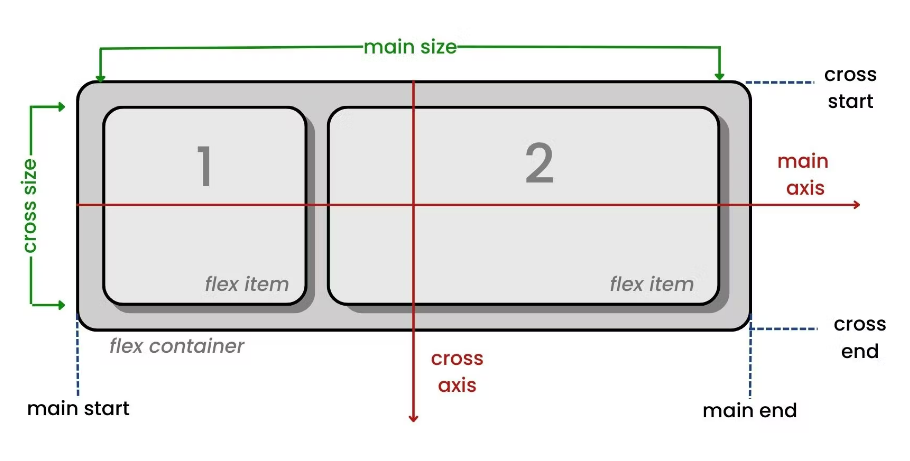 main size
cross
start
1
2
main
axis
cross size
flex item
flex item
flex container
cross
end
cross
axis
main start
main end